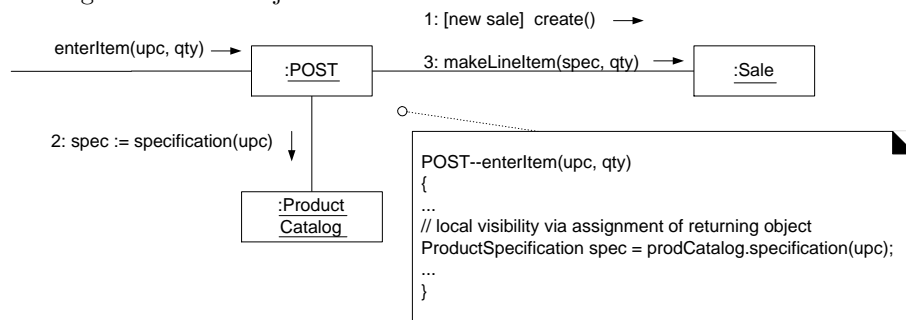 1: [new sale] create()
enterItem(upc, qty)
:POST
3: makeLineItem(spec, qty)
:Sale
2: spec := specification(upc)
:Product
Catalog
POST--enterItem(upc, qty)
{
...
// local visibility via assignment of returning object
ProductSpecification spec = prodCatalog.specification(upc);
...
}